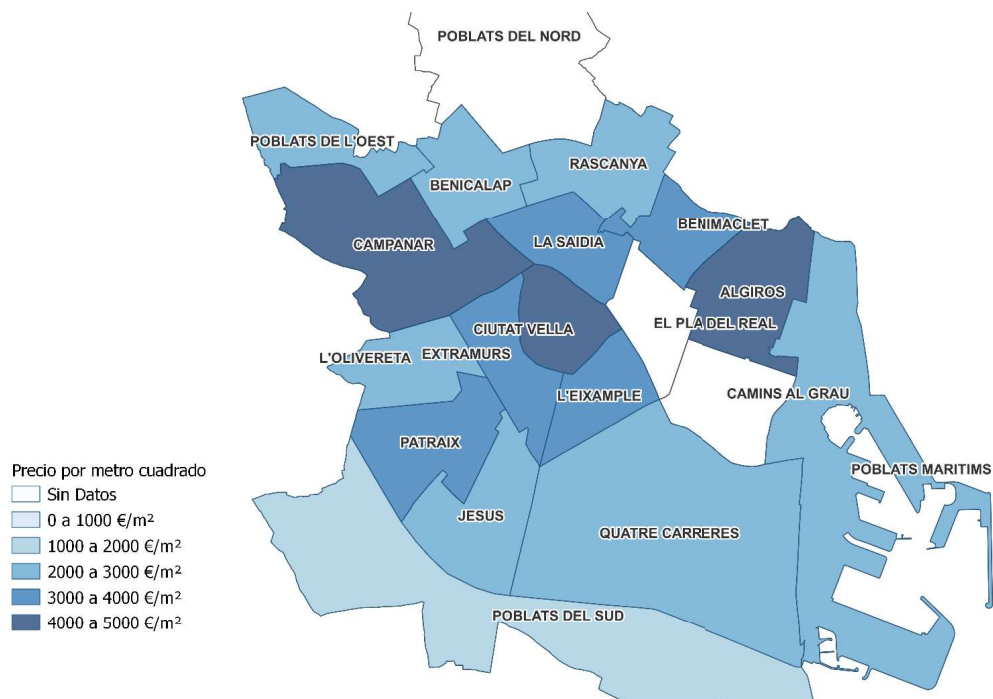 POBLATS DEL NORD
POBLATS DE L'OEST
RASCANYA
BENICALAP
BENIMACLET
CAMPANAR
LA SAIDIA
ALGIROS
EL PLA DEL REAL
CIUTAT VELLA
L'OLIVERETA
EXTRAMURS
L'EIXAMPLE
CAMINS AL GRAU
PATRAIX
POBLATS MARITIMS
JESUS
QUATRE CARRERES
POBLATS DEL SUD
Precio por metro cuadrado
Sin Datos
0 a 1000 €/m²
1000 a 2000 €/m²
2000 a 3000 €/m²
3000 a 4000 €/m²
4000 a 5000 €/m²